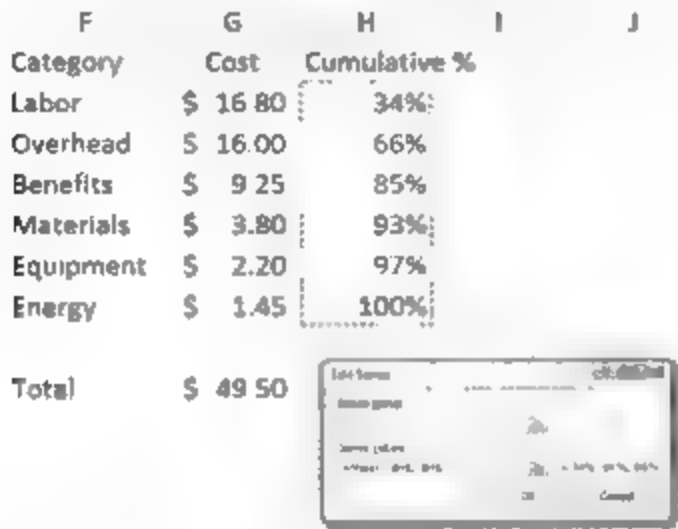 F G H I J
Category Cost Cumulative %
Labor $ 16.80 34%
Overhead $ 16.00 66%
Benefits $ 9.25 85%
Materials $ 3.80 93%
Equipment $ 2.20 97%
Energy $ 1.45 100%
Total $ 49.50
Cancel